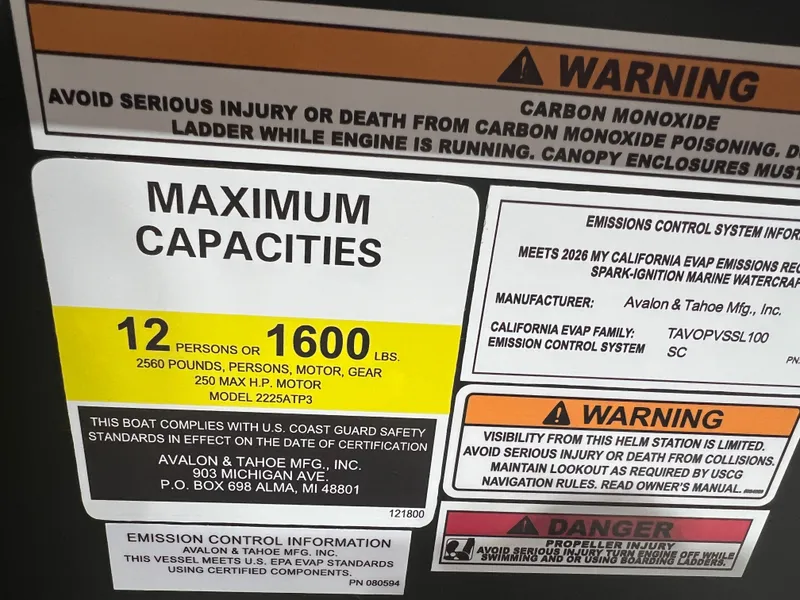 WARNING
CARBON MONOXIDE
AVOID SERIOUS INJURY OR DEATH FROM CARBON MONOXIDE POISONING.
LADDER WHILE ENGINE IS RUNNING. CANOPY ENCLOSURES MUST
MAXIMUM
CAPACITIES
12 PERSONS OR 1600 LBS.
2560 POUNDS, PERSONS, MOTOR, GEAR
250 MAX H.P. MOTOR
MODEL 2225ATP3
THIS BOAT COMPLIES WITH U.S. COAST GUARD SAFETY
STANDARDS IN EFFECT ON THE DATE OF CERTIFICATION
AVALON & TAHOE MFG., INC.
903 MICHIGAN AVE.
P.O. BOX 698 ALMA, MI 48801
121800
EMISSION CONTROL INFORMATION
AVALON & TAHOE MFG. INC.
THIS VESSEL MEETS U.S. EPA EVAP STANDARDS
USING CERTIFIED COMPONENTS.
PN 080594
EMISSIONS CONTROL SYSTEM
MEETS 2026 MY CALIFORNIA EVAP EMISSIONS
SPARK-IGNITION MARINE
MANUFACTURER: Avalon & Tahoe Mfg., Inc.
CALIFORNIA EVAP FAMILY: TAVOPVSSL100
EMISSION CONTROL SYSTEM SC
WARNING
VISIBILITY FROM THIS HELM STATION IS LIMITED.
AVOID SERIOUS INJURY OR DEATH FROM COLLISIONS.
MAINTAIN LOOKOUT AS REQUIRED BY USCG
NAVIGATION RULES. READ OWNER'S MANUAL.
DANGER
PROPELLER INJURY
AVOID SERIOUS INJURY TURN ENGINE OFF WHILE
SWIMMING AND OR USING BOARDING LADDERS.